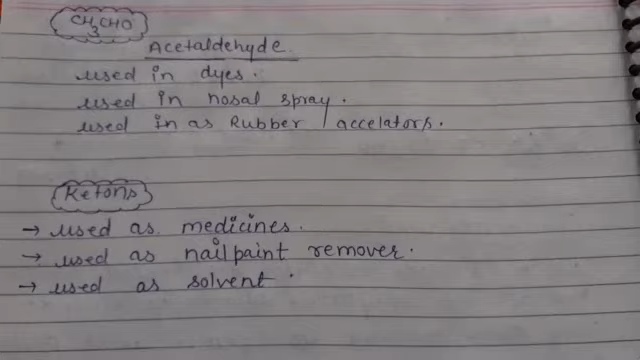 CH3CHO
Acetaldehyde.
used in dyes.
used in nosal spray.
used in as Rubber / accelators.
Ketons
→ used as medicines.
→ used as nailpaint remover.
→ used as solvent.